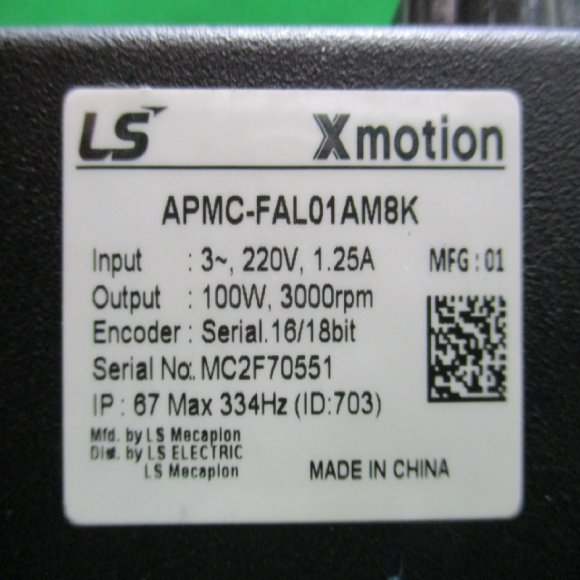 LS Xmotion
APMC-FAL01AM8K
Input : 3~, 220V, 1.25A MFG : 01
Output : 100W, 3000rpm
Encoder : Serial.16/18bit
Serial No.: MC2F70551
IP : 67 Max 334Hz (ID:703)
Mfd. by LS Mecapion
Dist. by LS ELECTRIC
LS Mecapion
MADE IN CHINA